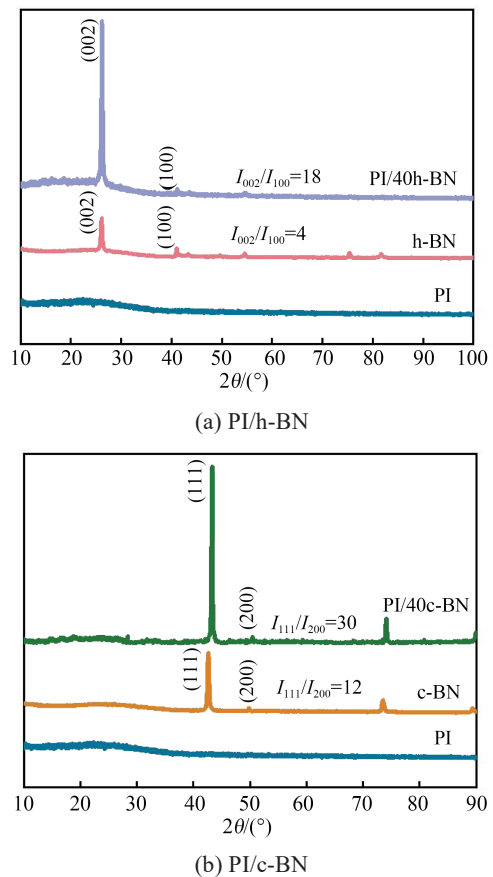 (002)
(100)
I₀₀₂/I₁₀₀=18
PI/40h-BN
(002)
(100)
I₀₀₂/I₁₀₀=4
h-BN
PI
10 20 30 40 50 60 70 80 90 100
2θ/(°)
(a) PI/h-BN
(111)
(200)
I₁₁₁/I₂₀₀=30
PI/40c-BN
(111)
(200)
I₁₁₁/I₂₀₀=12
c-BN
PI
10 20 30 40 50 60 70 80 90
2θ/(°)
(b) PI/c-BN